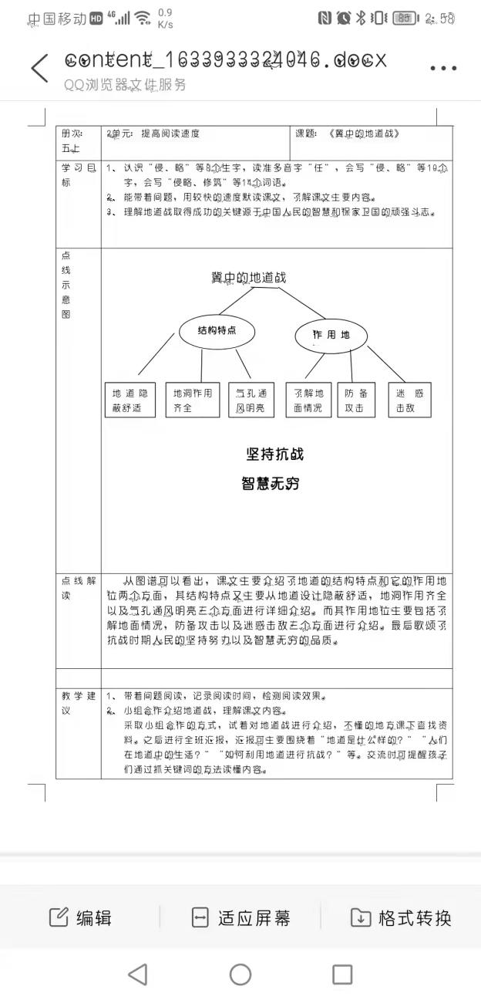 中国移动 HD 4G 0.9 K/s 85 2:58
content_1633933324046.docx
QQ浏览器文件服务
册次: 五上
2单元: 提高阅读速度
课题: 《冀中的地道战》
学习目标
1、认识“侵、略”等8个生字，读准多音字“任”，会写“侵、略”等10个
字，会写“侵略、修筑”等14个词语。
2、能带着问题，用较快的速度默读课文，了解课文主要内容。
3、理解地道战取得成功的关键源于中国人民的智慧和保家卫国的顽强斗志。
点线示意图
冀中的地道战
结构特点
作用地
地道隐
蔽舒适
地洞作用
齐全
气孔通
风明亮
了解地
面情况
防备
攻击
迷惑
击敌
坚持抗战
智慧无穷
点线解读
从图谱可以看出，课文主要介绍了地道的结构特点和它的作用地
位两个方面，其结构特点又主要从地道设计隐蔽舒适，地洞作用齐全
以及气孔通风明亮三个方面进行详细介绍。而其作用地位主要包括了
解地面情况，防备攻击以及迷惑击敌三个方面进行介绍。最后歌颂了
抗战时期人民的坚持努力以及智慧无穷的品质。
教学建议
1、带着问题阅读，记录阅读时间，检测阅读效果。
2、小组合作介绍地道战，理解课文内容。
采取小组合作的方式，试着对地道战进行介绍，不懂的地方课下查找资
料。之后进行全班汇报，汇报可主要围绕着“地道是什么样的？”“人们
在地道中的生活？”“如何利用地道进行抗战？”等。交流时可提醒孩子
们通过抓关键词的方法读懂内容。
编辑
适应屏幕
格式转换